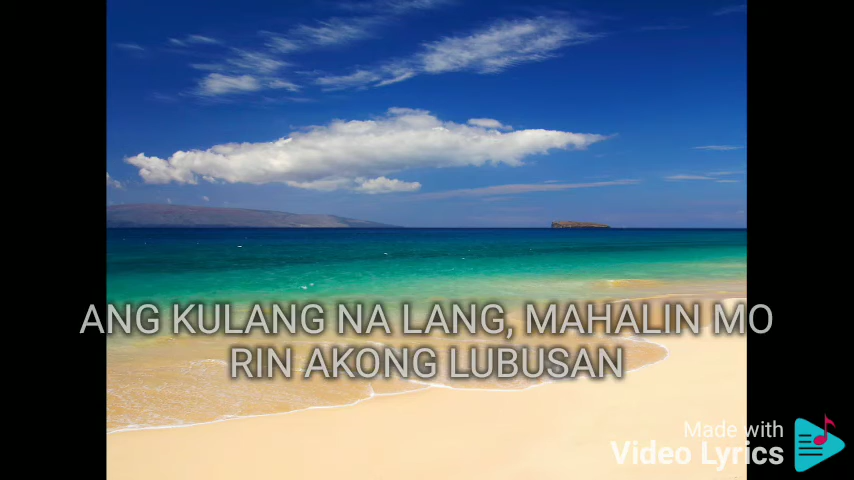 ANG KULANG NA LANG, MAHALIN MO
RIN AKONG LUBUSAN
Made with
Video Lyrics